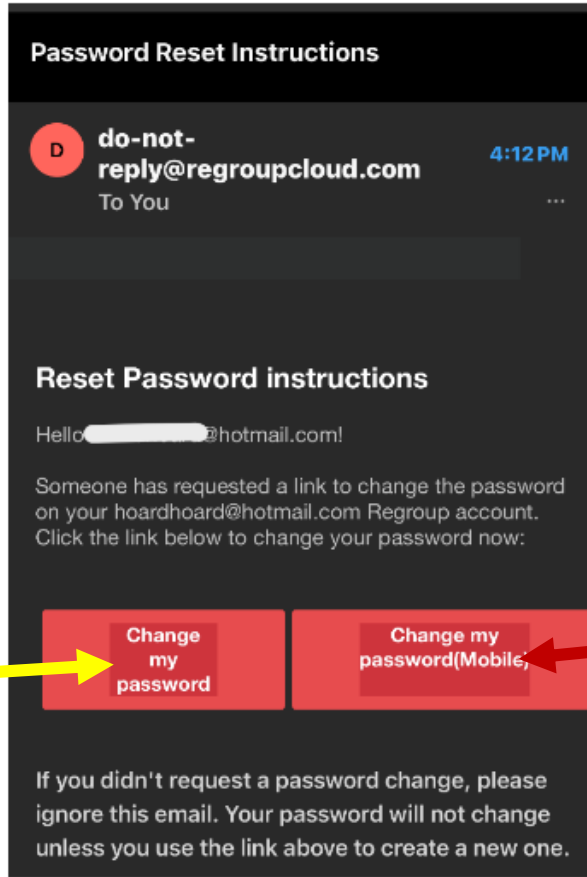 Password Reset Instructions
D
do-not-
reply@regroupcloud.com
4:12 PM
To You
...
Reset Password instructions
Hello @hotmail.com!
Someone has requested a link to change the password
on your hoardhoard@hotmail.com Regroup account.
Click the link below to change your password now:
Change
my
password
Change my
password(Mobile)
If you didn't request a password change, please
ignore this email. Your password will not change
unless you use the link above to create a new one.